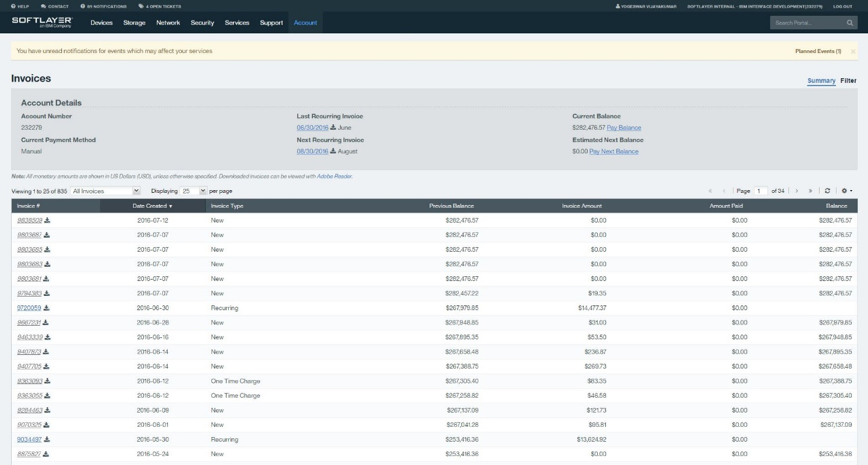 HELP CONTACT 89 NOTIFICATIONS 4 OPEN TICKETS SOFTLAYER INTERNAL - IBM INTERFACE DEVELOPMENT(232279) LOG OUT
SOFTLAYER Devices Storage Network Security Services Support Account Search Portal...
an IBM Company
You have unread notifications for events which may affect your services Planned Events (1)
Invoices Summary Filter
Account Details
Account Number Last Recurring Invoice Current Balance
232279 06/30/2016 June $282,476.57 Pay Balance
Current Payment Method Next Recurring Invoice Estimated Next Balance
Manual 08/30/2016 August $0.00 Pay Next Balance
Note: All monetary amounts are shown in US Dollars (USD), unless otherwise specified. Downloaded invoices can be viewed with Adobe Reader.
Viewing 1 to 25 of 835 All Invoices Displaying 25 per page Page 1 of 34
Invoice # Date Created Invoice Type Previous Balance Invoice Amount Amount Paid Balance
9838509 2016-07-12 New $282,476.57 $0.00 $0.00 $282,476.57
9803687 2016-07-07 New $282,476.57 $0.00 $0.00 $282,476.57
9803685 2016-07-07 New $282,476.57 $0.00 $0.00 $282,476.57
9803683 2016-07-07 New $282,476.57 $0.00 $0.00 $282,476.57
9803681 2016-07-07 New $282,476.57 $0.00 $0.00 $282,476.57
9794383 2016-07-07 New $282,457.22 $19.35 $0.00 $282,476.57
9720059 2016-06-30 Recurring $267,979.85 $14,477.37 $0.00
9667231 2016-06-28 New $267,948.85 $31.00 $0.00 $267,979.85
9463339 2016-06-16 New $267,895.35 $53.50 $0.00 $267,948.85
9407873 2016-06-14 New $267,658.48 $236.87 $0.00 $267,895.35
9407705 2016-06-14 New $267,388.75 $269.73 $0.00 $267,658.48
9363093 2016-06-12 One Time Charge $267,305.40 $83.35 $0.00 $267,388.75
9363055 2016-06-12 One Time Charge $267,258.82 $46.58 $0.00 $267,305.40
9284463 2016-06-09 New $267,137.09 $121.73 $0.00 $267,258.82
9070325 2016-06-01 New $267,041.28 $95.81 $0.00 $267,137.09
9034497 2016-05-30 Recurring $253,416.36 $13,624.92 $0.00
8875827 2016-05-24 New $253,416.36 $0.00 $0.00 $253,416.36